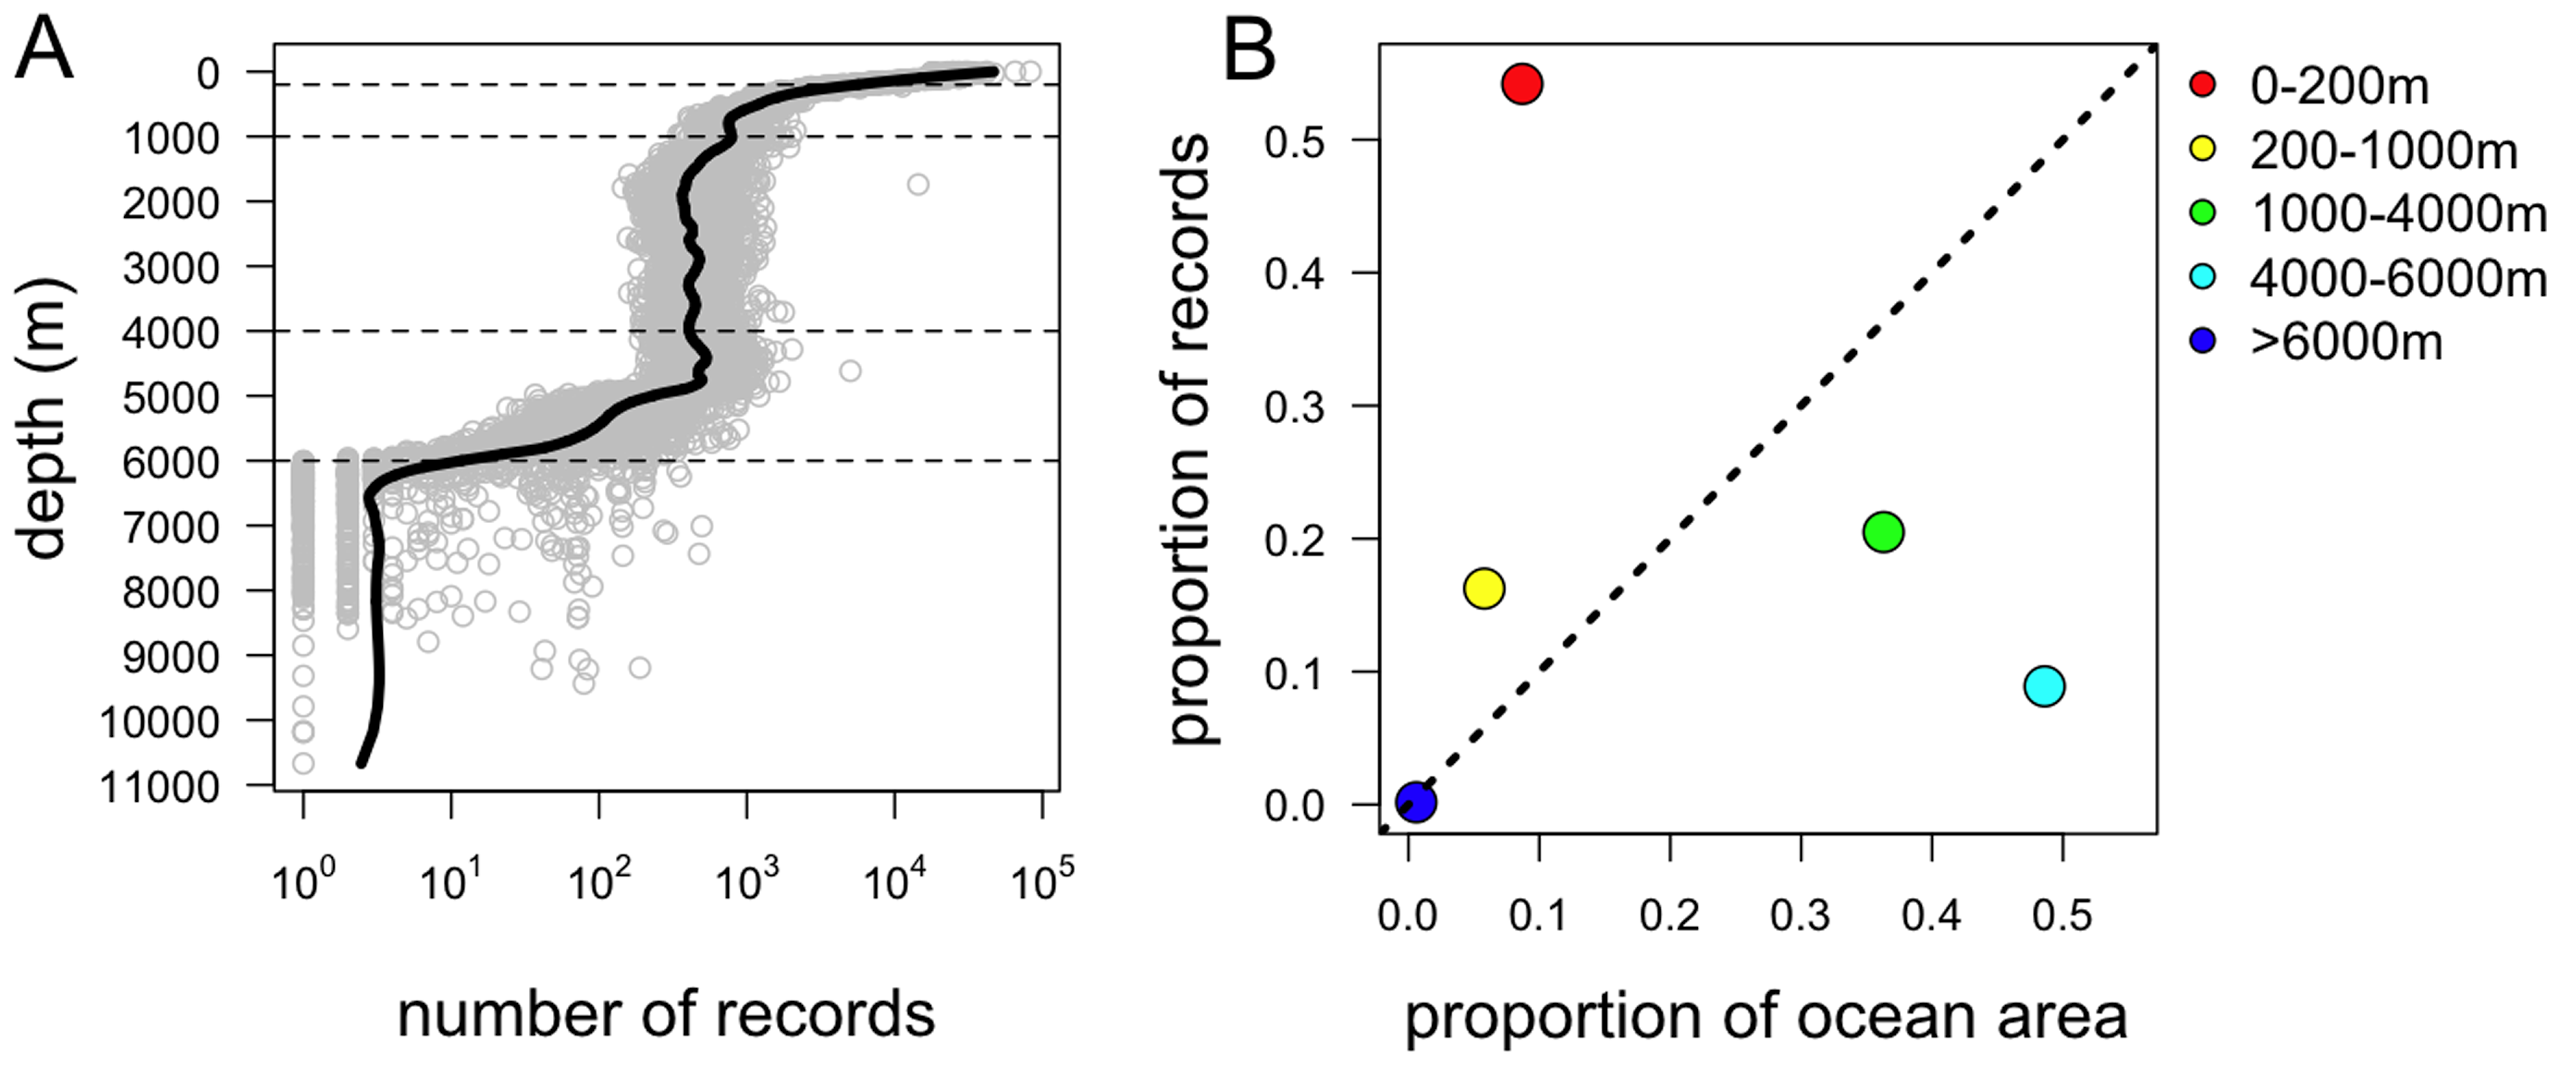 A
depth (m)
0
1000
2000
3000
4000
5000
6000
7000
8000
9000
10000
11000
10^0 10^1 10^2 10^3 10^4 10^5
number of records
B
proportion of records
0.5
0.4
0.3
0.2
0.1
0.0
0.0 0.1 0.2 0.3 0.4 0.5
proportion of ocean area
0-200m
200-1000m
1000-4000m
4000-6000m
>6000m